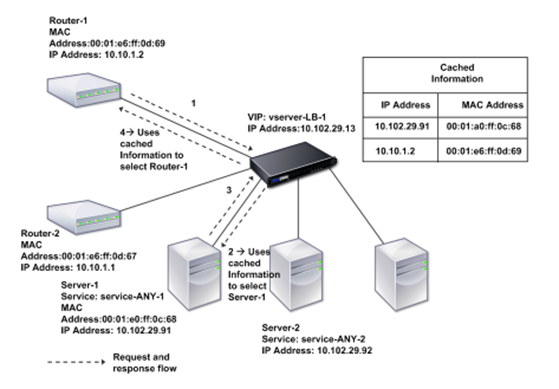 Router-1
MAC
Address:00:01:e6:ff:0d:69
IP Address: 10.10.1.2
1
4→ Uses
cached
Information to
select Router-1
VIP: vserver-LB-1
IP Address:10.102.29.13
Cached
Information
IP Address MAC Address
10.102.29.91 00:01:a0:ff:0c:68
10.10.1.2 00:01:e6:ff:0d:69
3
Router-2
MAC
Address:00:01:e6:ff:0d:67
IP Address: 10.10.1.1
2 → Uses
cached
Information
to select
Server-1
Server-1
Service: service-ANY-1
MAC
Address:00:01:e0:ff:0c:68
IP Address: 10.102.29.91
Server-2
Service: service-ANY-2
IP Address: 10.102.29.92
Request and
response flow